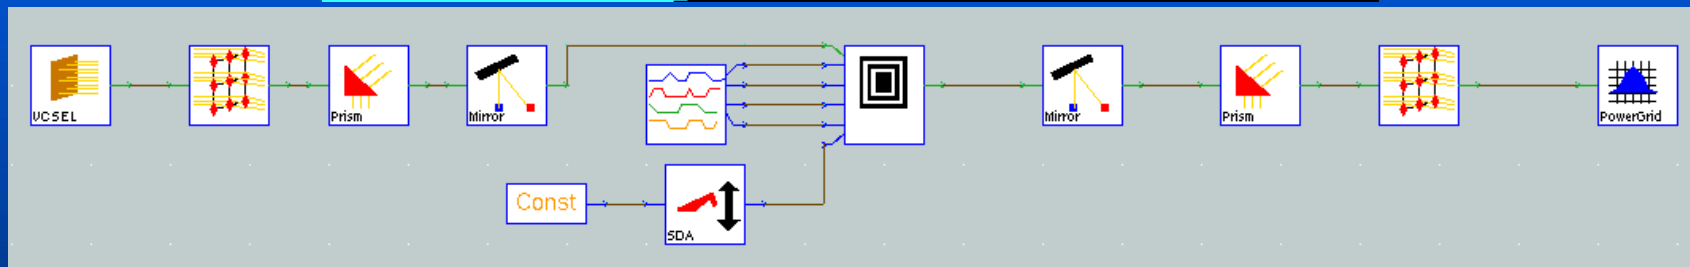 VCSEL
Prism
Mirror
Mirror
Prism
PowerGrid
Const
SDA